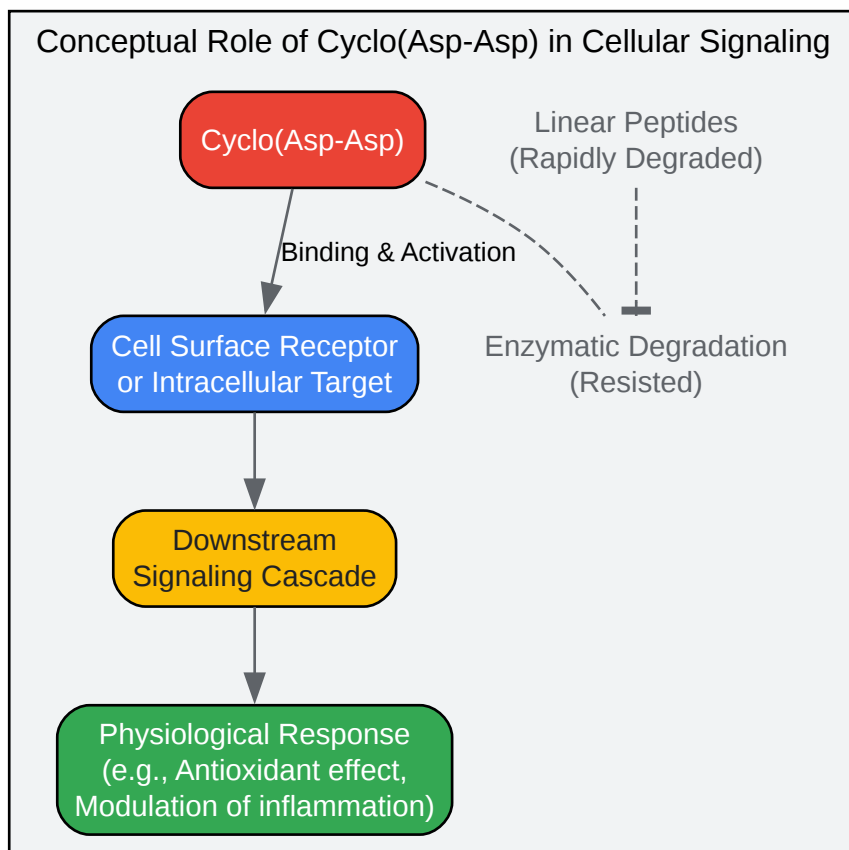 Conceptual Role of Cyclo(Asp-Asp) in Cellular Signaling
Cyclo(Asp-Asp)
Linear Peptides
(Rapidly Degraded)
Binding & Activation
Cell Surface Receptor
or Intracellular Target
Enzymatic Degradation
(Resisted)
Downstream
Signaling Cascade
Physiological Response
(e.g., Antioxidant effect,
Modulation of inflammation)